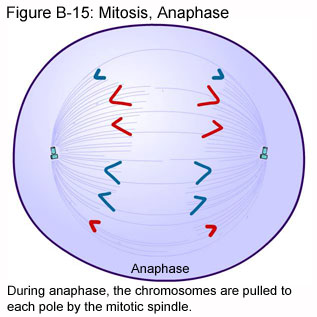 Figure B-15: Mitosis, Anaphase
Anaphase
During anaphase, the chromosomes are pulled to
each pole by the mitotic spindle.